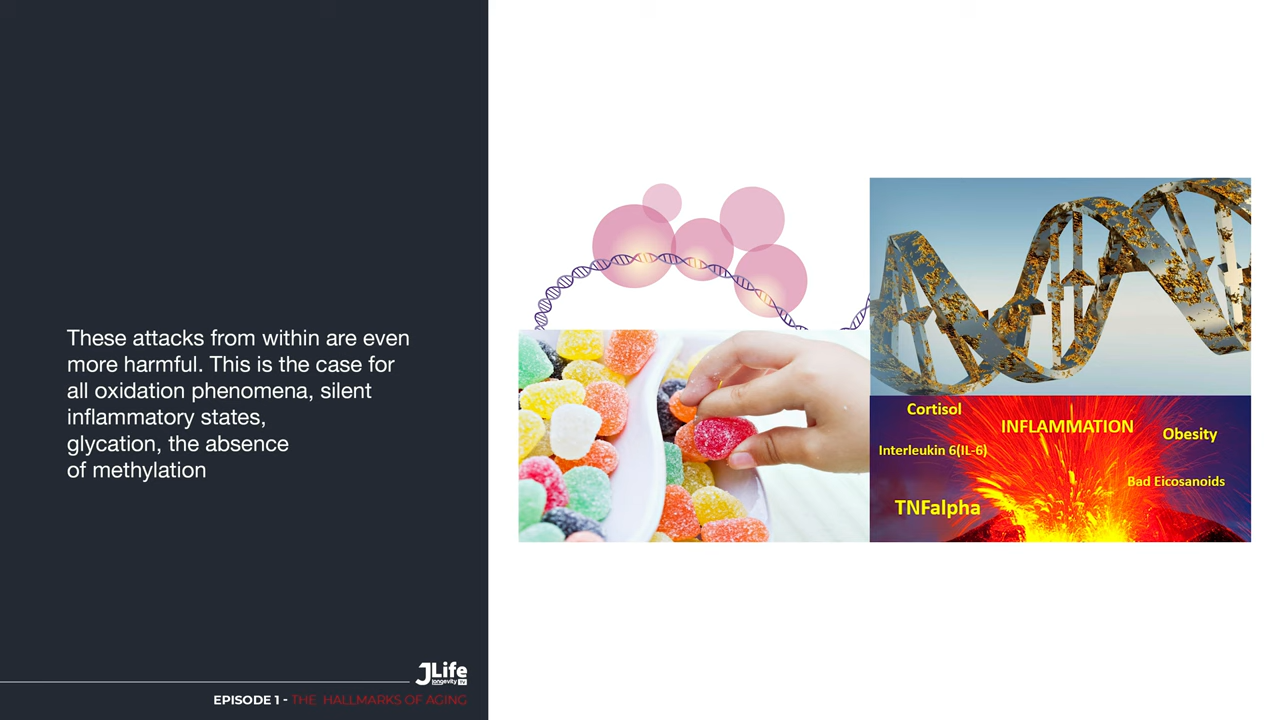 These attacks from within are even
more harmful. This is the case for
all oxidation phenomena, silent
inflammatory states,
glycation, the absence
of methylation
Cortisol
INFLAMMATION
Obesity
Interleukin 6(IL-6)
Bad Eicosanoids
TNFalpha
JLife
longevity TV
EPISODE 1 - THE HALLMARKS OF AGING